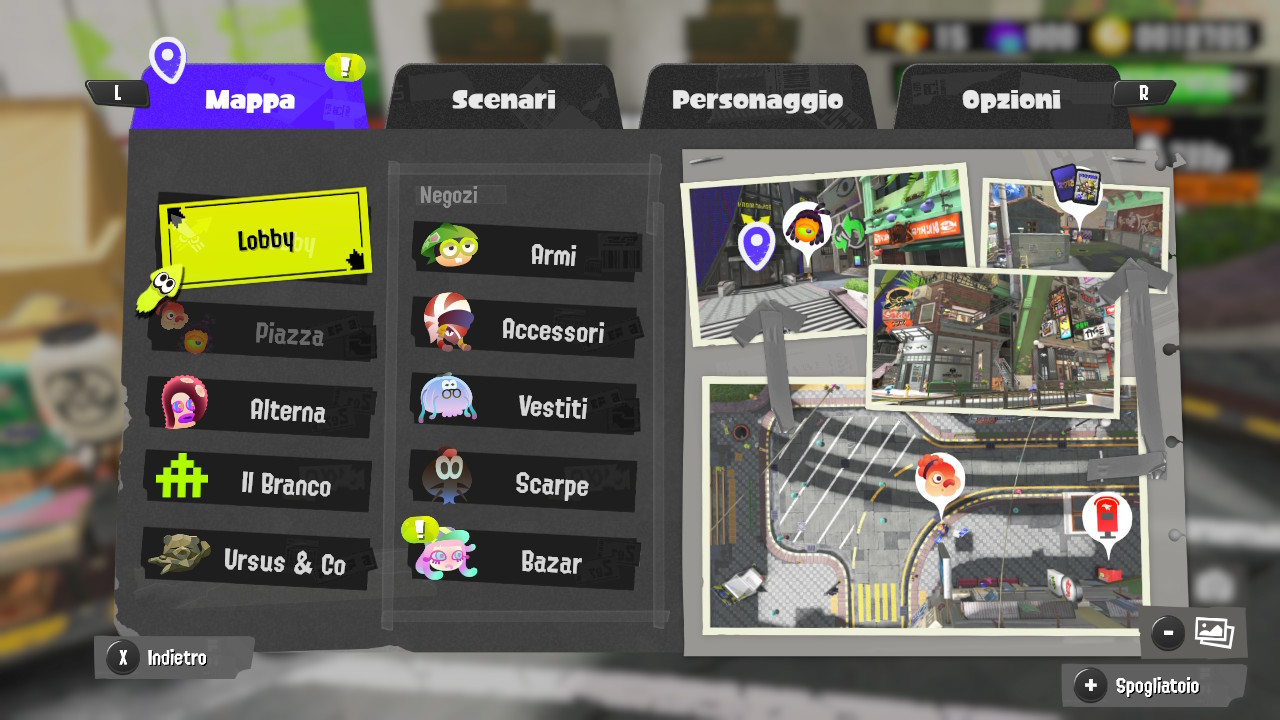 L
Mappa
!
Scenari
Personaggio
Opzioni
R
Lobby
Piazza
Alterna
Il Branco
Ursus & Co
Negozi
Armi
Accessori
Vestiti
Scarpe
!
Bazar
X Indietro
-
+ Spogliatoio